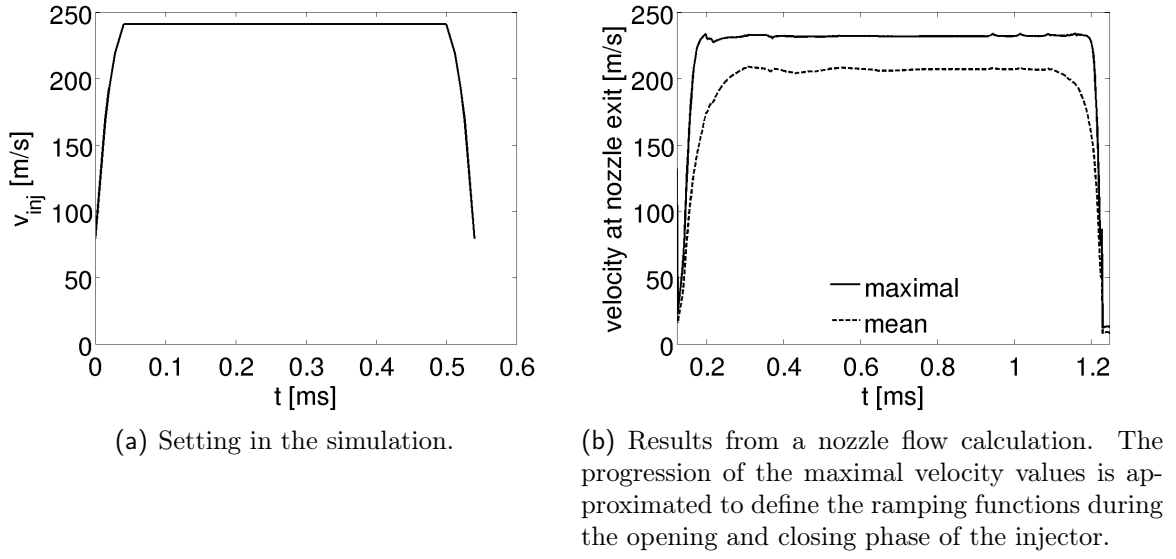 250
200
150
100
50
0
v_inj [m/s]
0 0.1 0.2 0.3 0.4 0.5 0.6
t [ms]
(a) Setting in the simulation.
250
200
150
100
50
0
velocity at nozzle exit [m/s]
maximal
mean
0.2 0.4 0.6 0.8 1 1.2
t [ms]
(b) Results from a nozzle flow calculation. The
progression of the maximal velocity values is ap-
proximated to define the ramping functions during
the opening and closing phase of the injector.